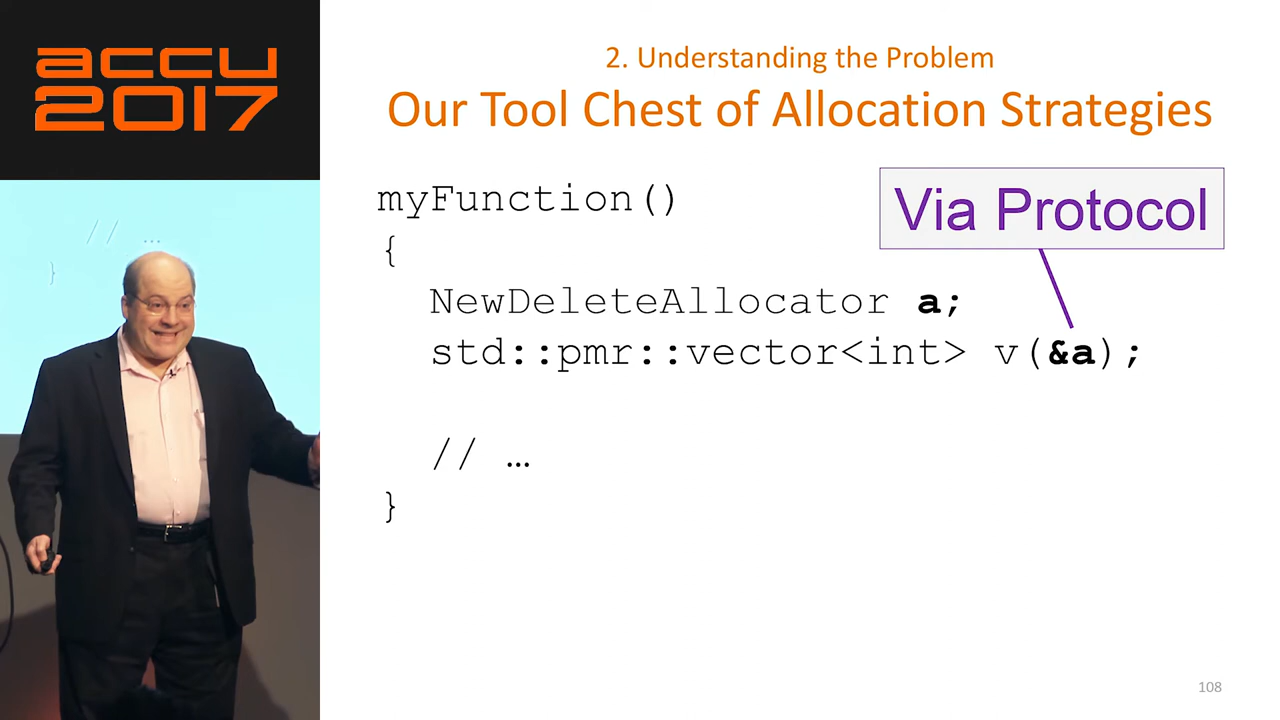 accu
2017
// …
}
2. Understanding the Problem
Our Tool Chest of Allocation Strategies
myFunction()
Via Protocol
{
NewDeleteAllocator a;
std::pmr::vector<int> v(&a);
// …
}
108